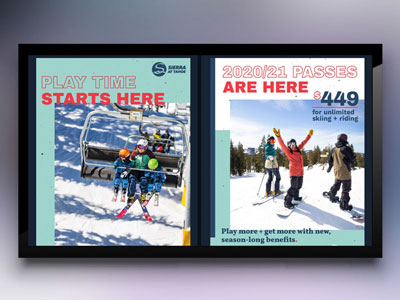 PLAY TIME
STARTS HERE
SIERRA
AT TAHOE
2020/21 PASSES
ARE HERE
$449
for unlimited
skiing + riding
Play more + get more with new,
season-long benefits.